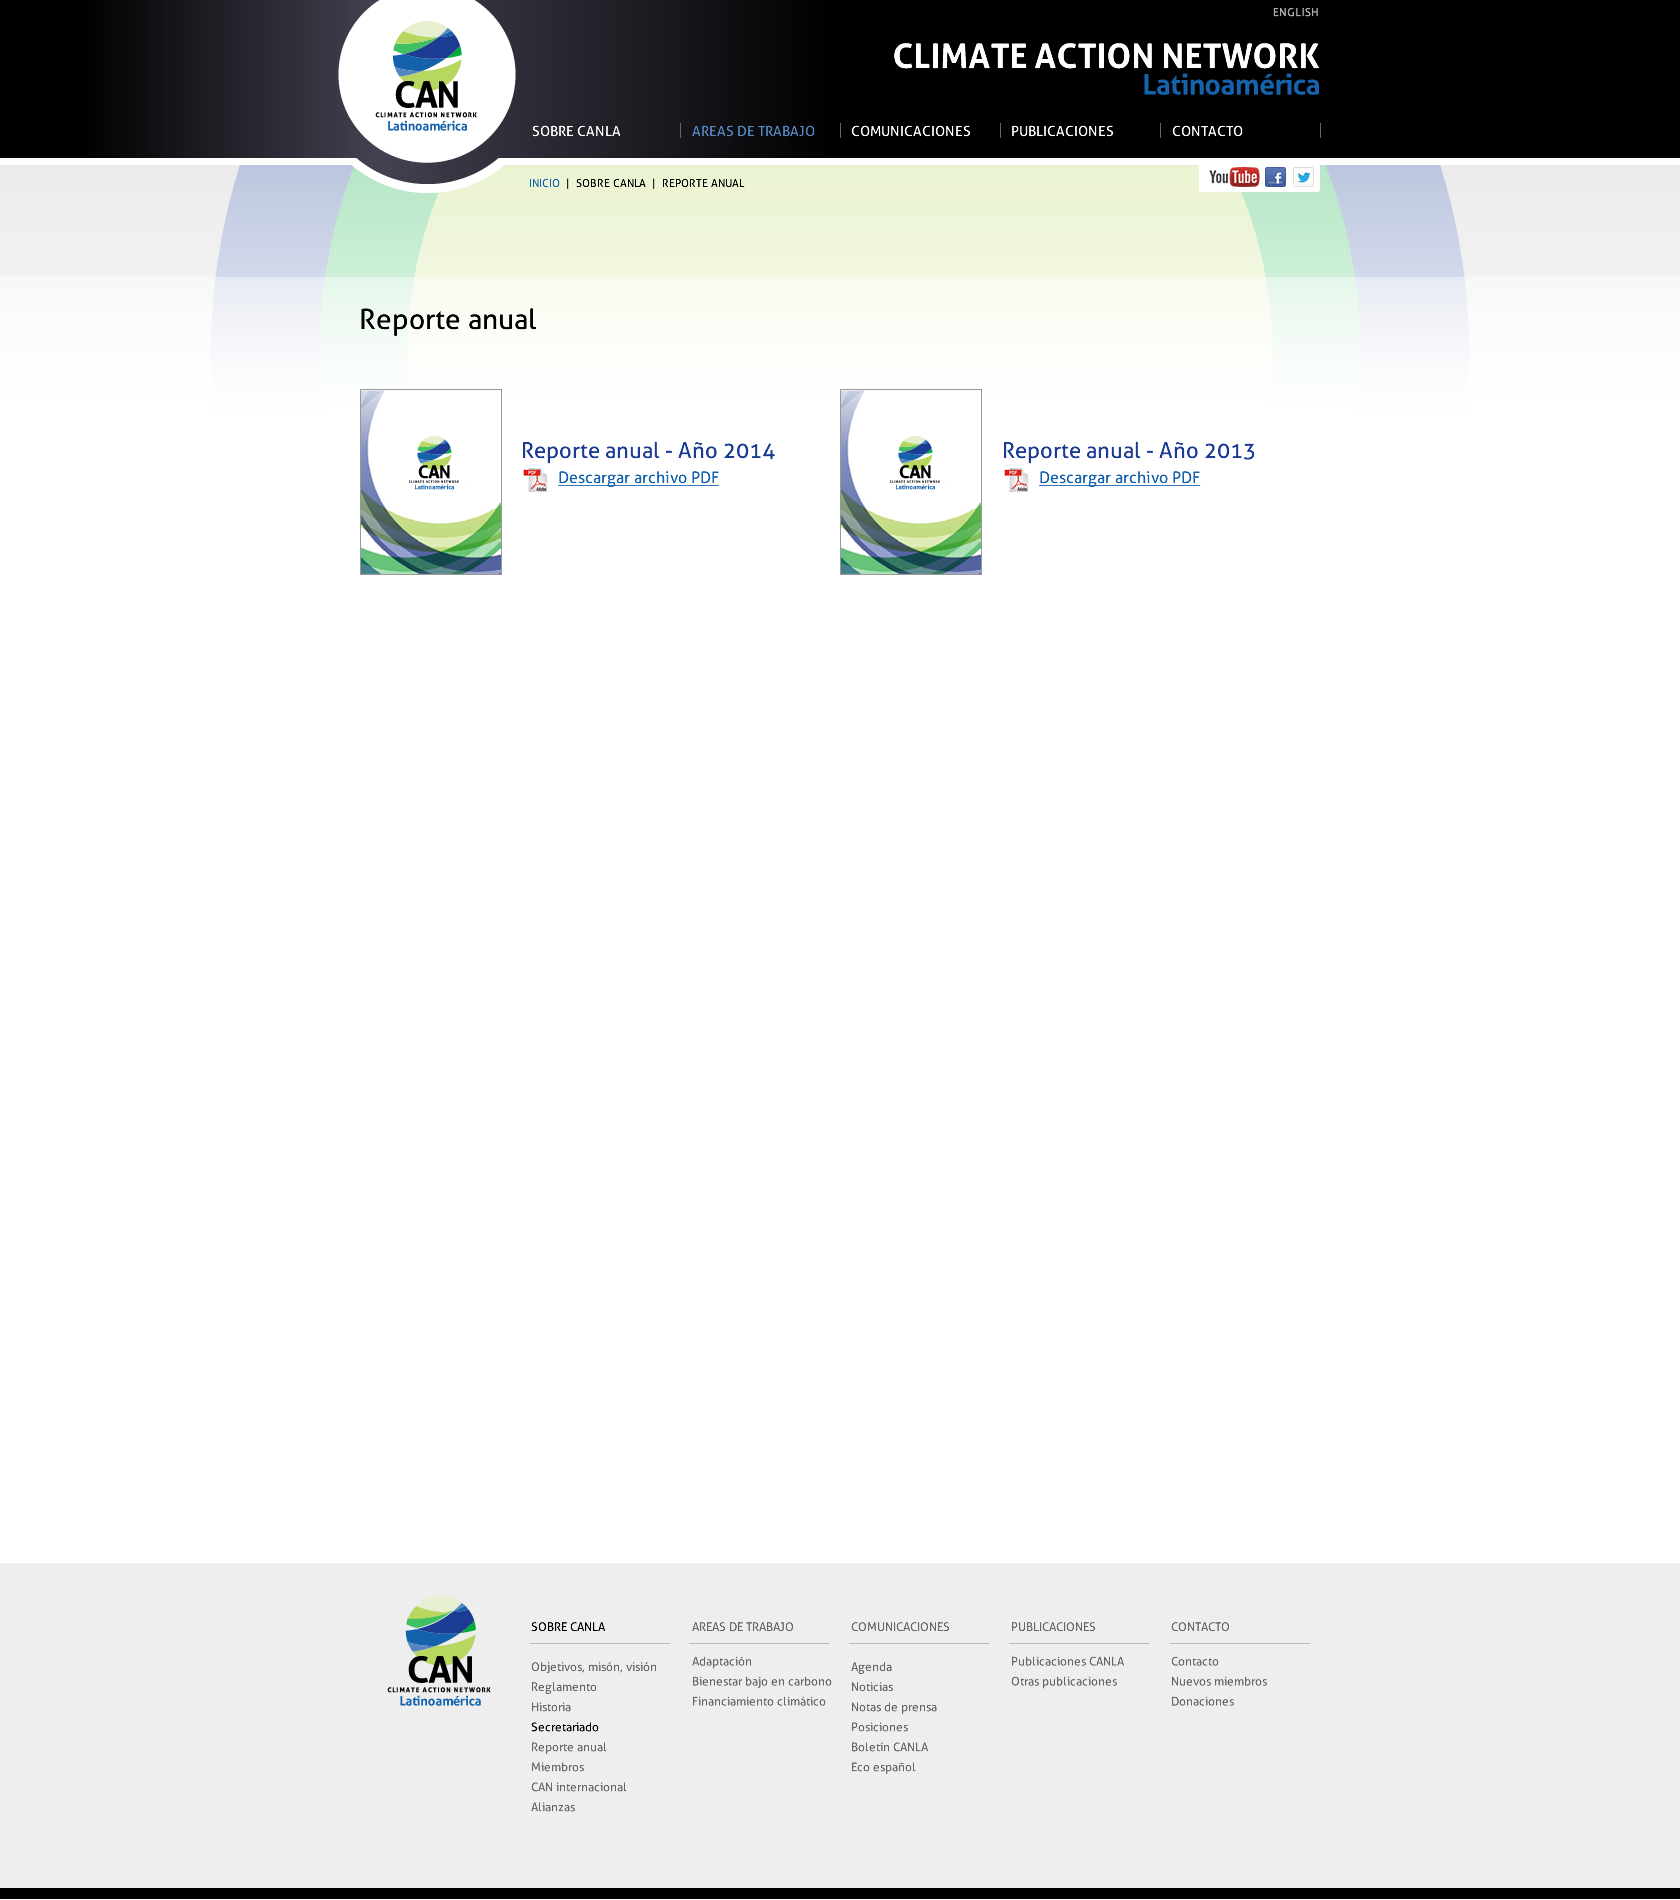 ENGLISH
CAN
CLIMATE ACTION NETWORK
Latinoamérica
CLIMATE ACTION NETWORK
Latinoamérica
SOBRE CANLA
AREAS DE TRABAJO
COMUNICACIONES
PUBLICACIONES
CONTACTO
INICIO | SOBRE CANLA | REPORTE ANUAL
YouTube
Reporte anual
CAN
CLIMATE ACTION NETWORK
Latinoamérica
Reporte anual - Año 2014
PDF
Adobe
Descargar archivo PDF
CAN
CLIMATE ACTION NETWORK
Latinoamérica
Reporte anual - Año 2013
PDF
Adobe
Descargar archivo PDF
CAN
CLIMATE ACTION NETWORK
Latinoamérica
SOBRE CANLA
Objetivos, misón, visión
Reglamento
Historia
Secretariado
Reporte anual
Miembros
CAN internacional
Alianzas
AREAS DE TRABAJO
Adaptación
Bienestar bajo en carbono
Financiamiento climático
COMUNICACIONES
Agenda
Noticias
Notas de prensa
Posiciones
Boletín CANLA
Eco español
PUBLICACIONES
Publicaciones CANLA
Otras publicaciones
CONTACTO
Contacto
Nuevos miembros
Donaciones